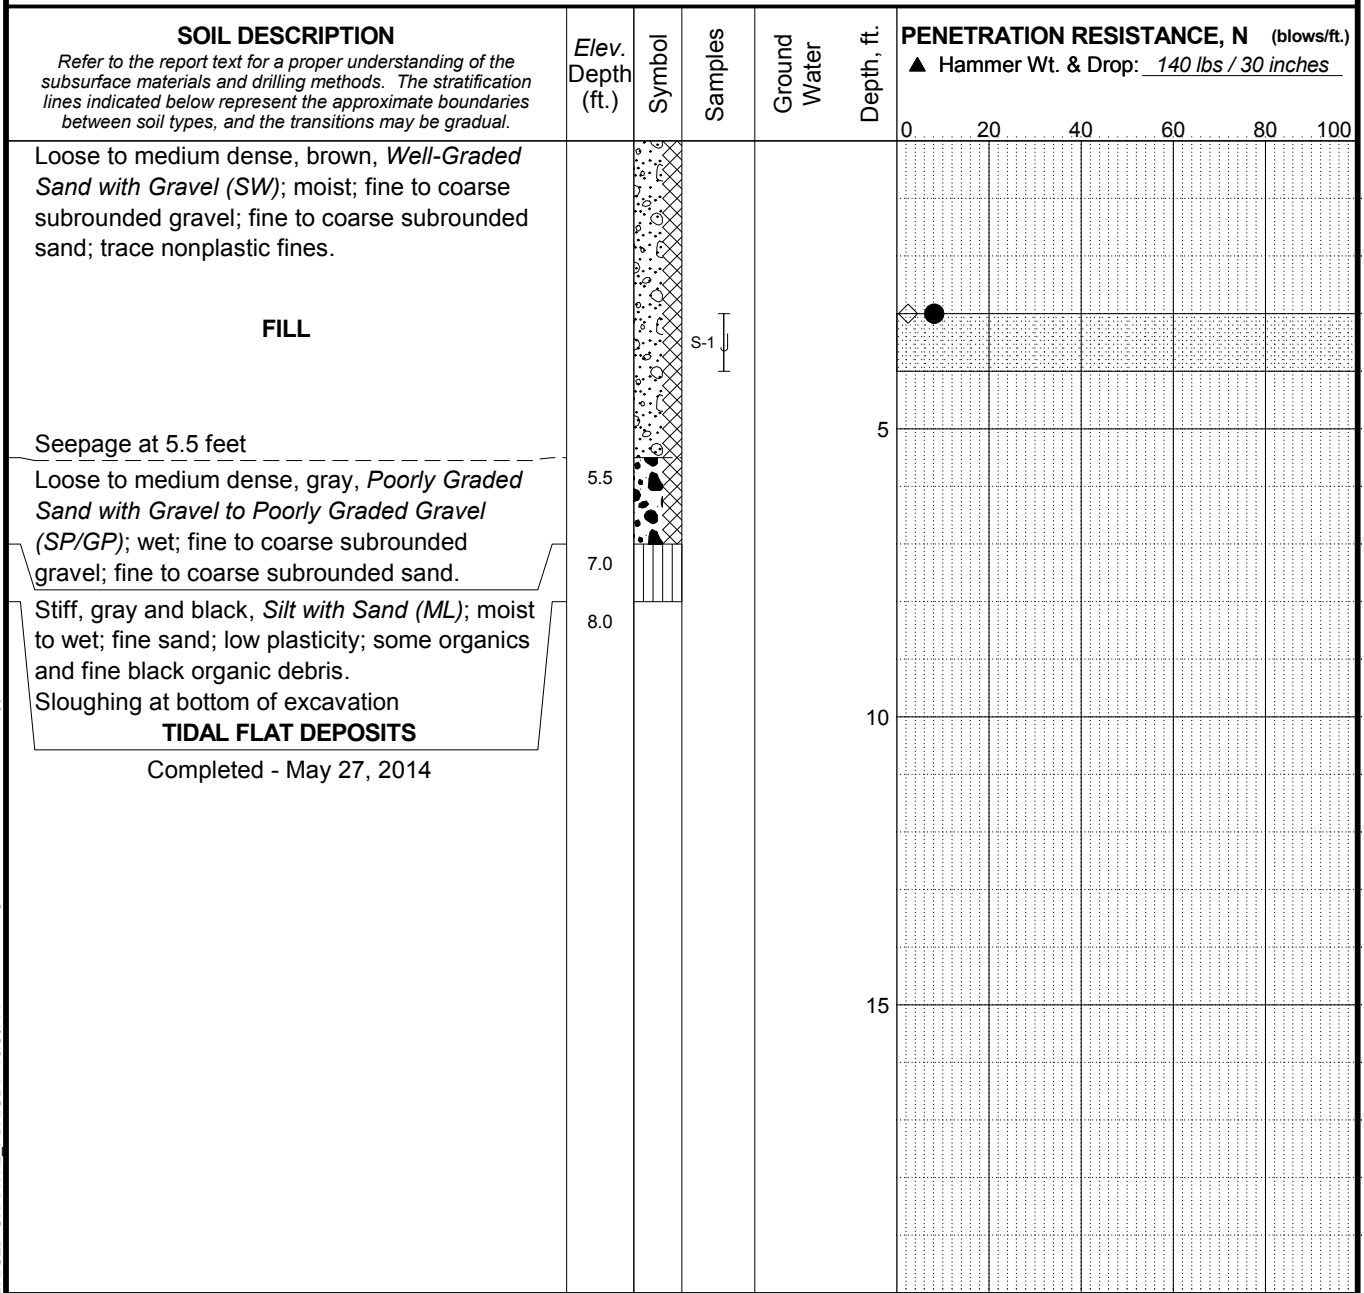 SOIL DESCRIPTION
Refer to the report text for a proper understanding of the
subsurface materials and drilling methods. The stratification
lines indicated below represent the approximate boundaries
between soil types, and the transitions may be gradual.
Elev.
Depth
(ft.)
Symbol
Samples
Ground
Water
Depth, ft.
PENETRATION RESISTANCE, N (blows/ft.)
▲ Hammer Wt. & Drop: 140 lbs / 30 inches
0 20 40 60 80 100
Loose to medium dense, brown, Well-Graded
Sand with Gravel (SW); moist; fine to coarse
subrounded gravel; fine to coarse subrounded
sand; trace nonplastic fines.
FILL
S-1
Seepage at 5.5 feet
5
Loose to medium dense, gray, Poorly Graded
Sand with Gravel to Poorly Graded Gravel
(SP/GP); wet; fine to coarse subrounded
gravel; fine to coarse subrounded sand.
5.5
7.0
Stiff, gray and black, Silt with Sand (ML); moist
to wet; fine sand; low plasticity; some organics
and fine black organic debris.
Sloughing at bottom of excavation
TIDAL FLAT DEPOSITS
8.0
Completed - May 27, 2014
10
15